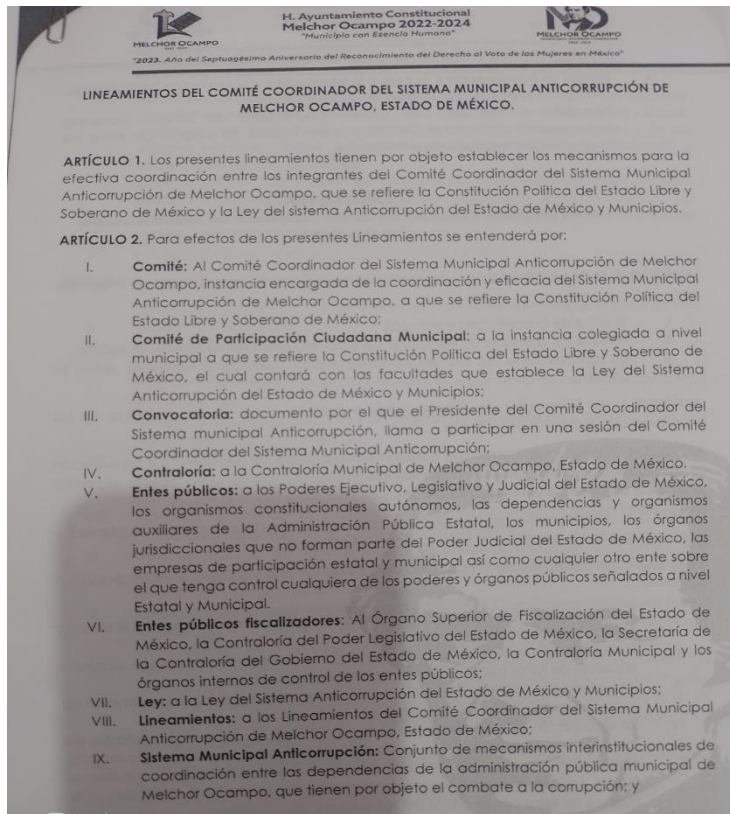 H. Ayuntamiento Constitucional
Melchor Ocampo 2022-2024
"Municipio con Esencia Humana"
MELCHOR OCAMPO
MELCHOR OCAMPO
"2023. Año del Septuagésimo Aniversario del Reconocimiento del Derecho al Voto de las Mujeres en México"
LINEAMIENTOS DEL COMITÉ COORDINADOR DEL SISTEMA MUNICIPAL ANTICORRUPCIÓN DE
MELCHOR OCAMPO, ESTADO DE MÉXICO.
ARTÍCULO 1. Los presentes lineamientos tienen por objeto establecer los mecanismos para la
efectiva coordinación entre los integrantes del Comité Coordinador del Sistema Municipal
Anticorrupción de Melchor Ocampo, que se refiere la Constitución Política del Estado Libre y
Soberano de México y la Ley del sistema Anticorrupción del Estado de México y Municipios.
ARTÍCULO 2. Para efectos de los presentes Lineamientos se entenderá por:
I. Comité: Al Comité Coordinador del Sistema Municipal Anticorrupción de Melchor
Ocampo, instancia encargada de la coordinación y eficacia del Sistema Municipal
Anticorrupción de Melchor Ocampo, a que se refiere la Constitución Política del
Estado Libre y Soberano de México;
II. Comité de Participación Ciudadana Municipal: a la instancia colegiada a nivel
municipal a que se refiere la Constitución Política del Estado Libre y Soberano de
México, el cual contará con las facultades que establece la Ley del Sistema
Anticorrupción del Estado de México y Municipios;
III. Convocatoria: documento por el que el Presidente del Comité Coordinador del
Sistema municipal Anticorrupción, llama a participar en una sesión del Comité
Coordinador del Sistema Municipal Anticorrupción;
IV. Contraloría: a la Contraloría Municipal de Melchor Ocampo, Estado de México.
V. Entes públicos: a los Poderes Ejecutivo, Legislativo y Judicial del Estado de México,
los organismos constitucionales autónomos, las dependencias y organismos
auxiliares de la Administración Pública Estatal, los municipios, los órganos
jurisdiccionales que no forman parte del Poder Judicial del Estado de México, las
empresas de participación estatal y municipal así como cualquier otro ente sobre
el que tenga control cualquiera de los poderes y órganos públicos señalados a nivel
Estatal y Municipal.
VI. Entes públicos fiscalizadores: Al Órgano Superior de Fiscalización del Estado de
México, la Contraloría del Poder Legislativo del Estado de México, la Secretaría de
la Contraloría del Gobierno del Estado de México, la Contraloría Municipal y los
órganos internos de control de los entes públicos;
VII. Ley: a la Ley del Sistema Anticorrupción del Estado de México y Municipios;
VIII. Lineamientos: a los Lineamientos del Comité Coordinador del Sistema Municipal
Anticorrupción de Melchor Ocampo, Estado de México;
IX. Sistema Municipal Anticorrupción: Conjunto de mecanismos interinstitucionales de
coordinación entre las dependencias de la administración pública municipal de
Melchor Ocampo, que tienen por objeto el combate a la corrupción; y